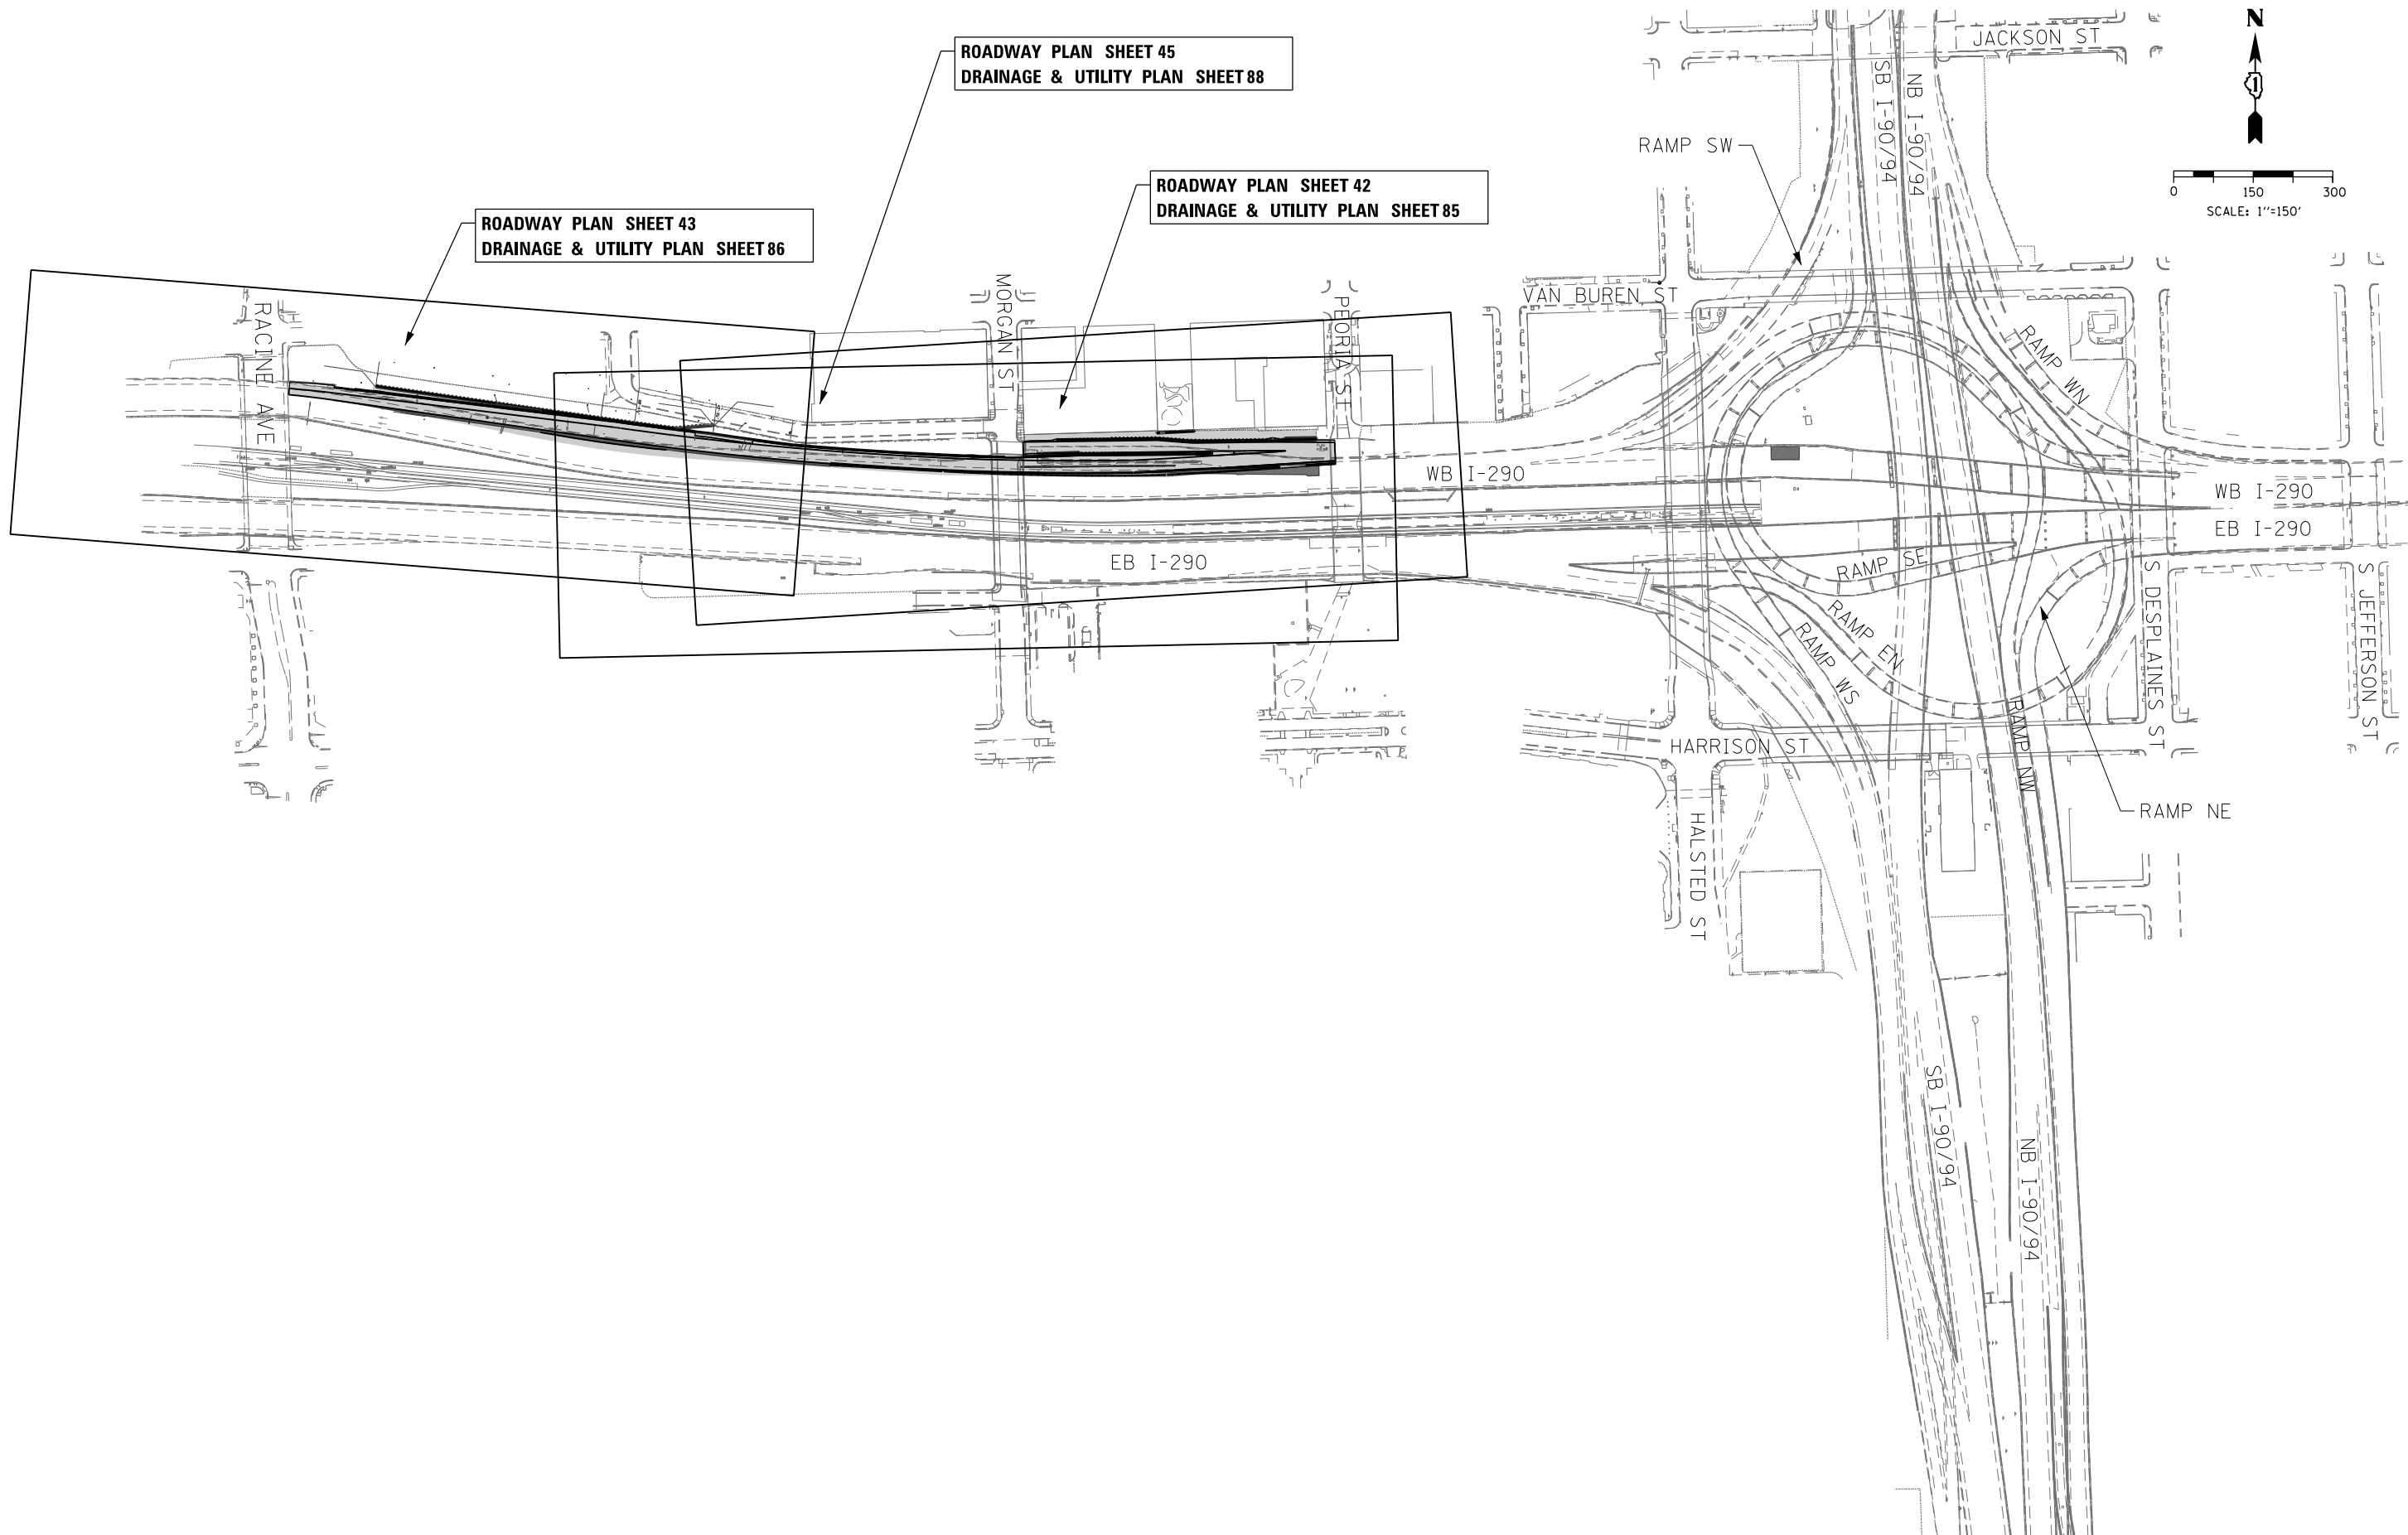 N
JACKSON ST
ROADWAY PLAN SHEET 45
DRAINAGE & UTILITY PLAN SHEET 88
SB I-90/94
NB I-90/94
1
RAMP SW
0 150 300
SCALE: 1''=150'
ROADWAY PLAN SHEET 42
DRAINAGE & UTILITY PLAN SHEET 85
ROADWAY PLAN SHEET 43
DRAINAGE & UTILITY PLAN SHEET 86
RACINE AVE
MORGAN ST
PEORIA ST
VAN BUREN ST
RAMP WN
WB I-290
WB I-290
EB I-290
EB I-290
RAMP SE
RAMP EN
RAMP WS
S DESPLAINES ST
S JEFFERSON ST
HARRISON ST
RAMP NW
RAMP NE
HALSTED ST
SB I-90/94
NB I-90/94